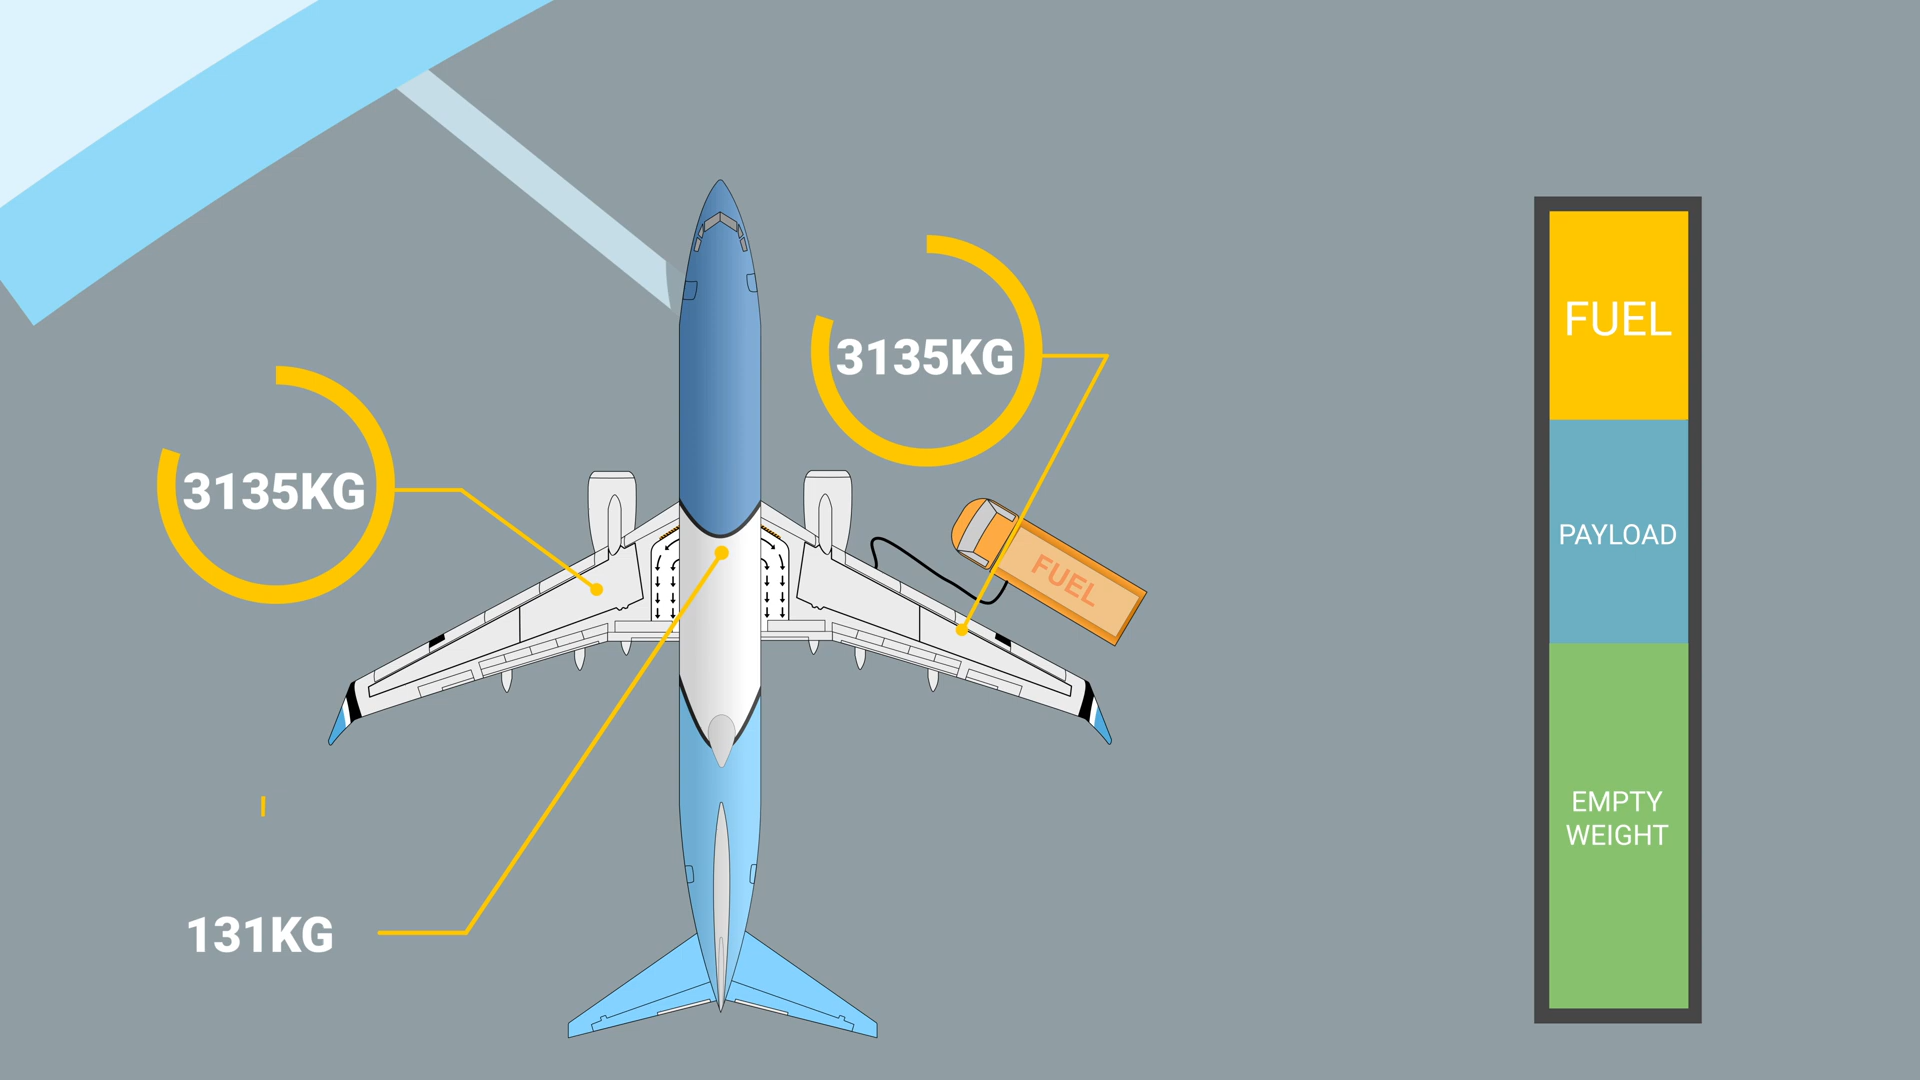 3135KG
3135KG
FUEL
131KG
FUEL
PAYLOAD
EMPTY
WEIGHT